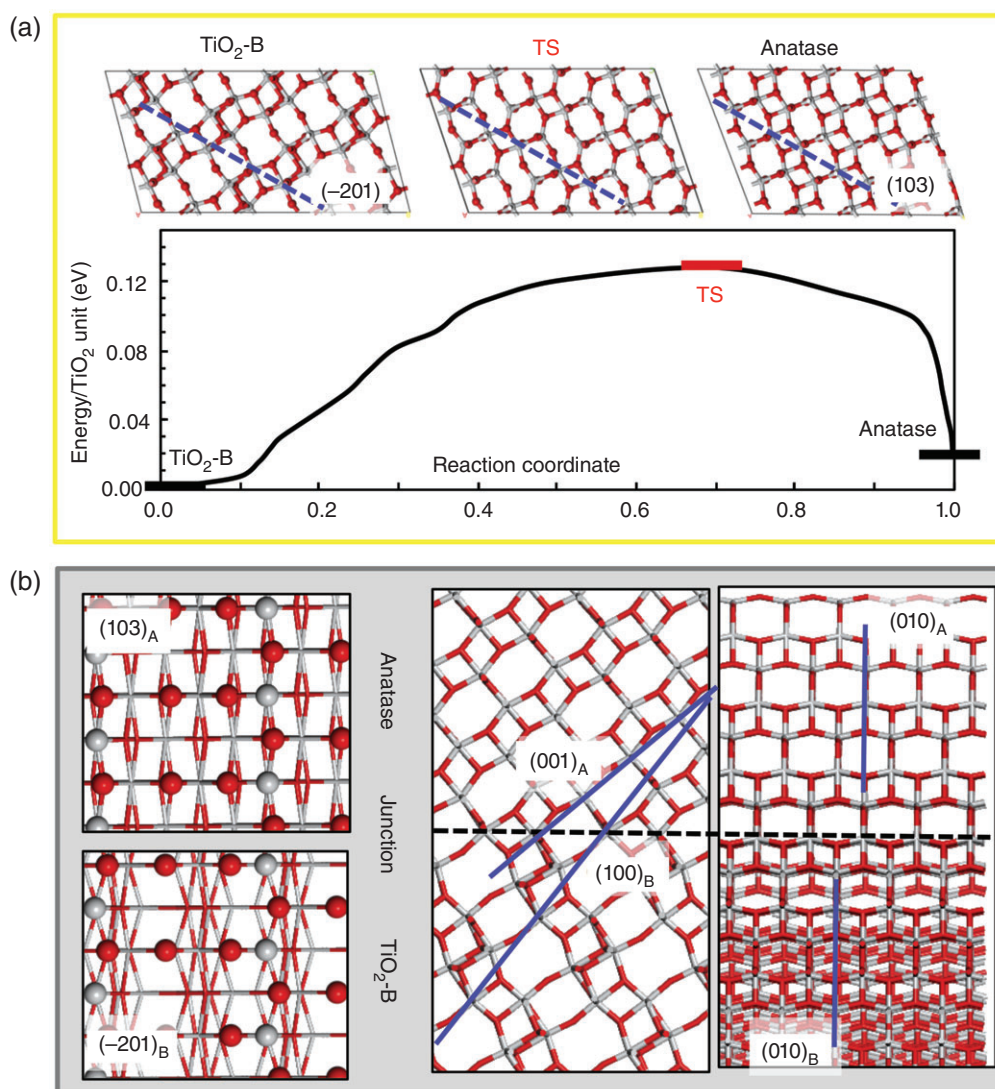 (a)
TiO2-B
TS
Anatase
(−201)
(103)
Energy/TiO2 unit (eV)
0.12
0.08
0.04
0.00
TS
TiO2-B
Reaction coordinate
Anatase
0.0 0.2 0.4 0.6 0.8 1.0
(b)
(103)A
Anatase
Junction
TiO2-B
(−201)B
(001)A
(100)B
(010)A
(010)B